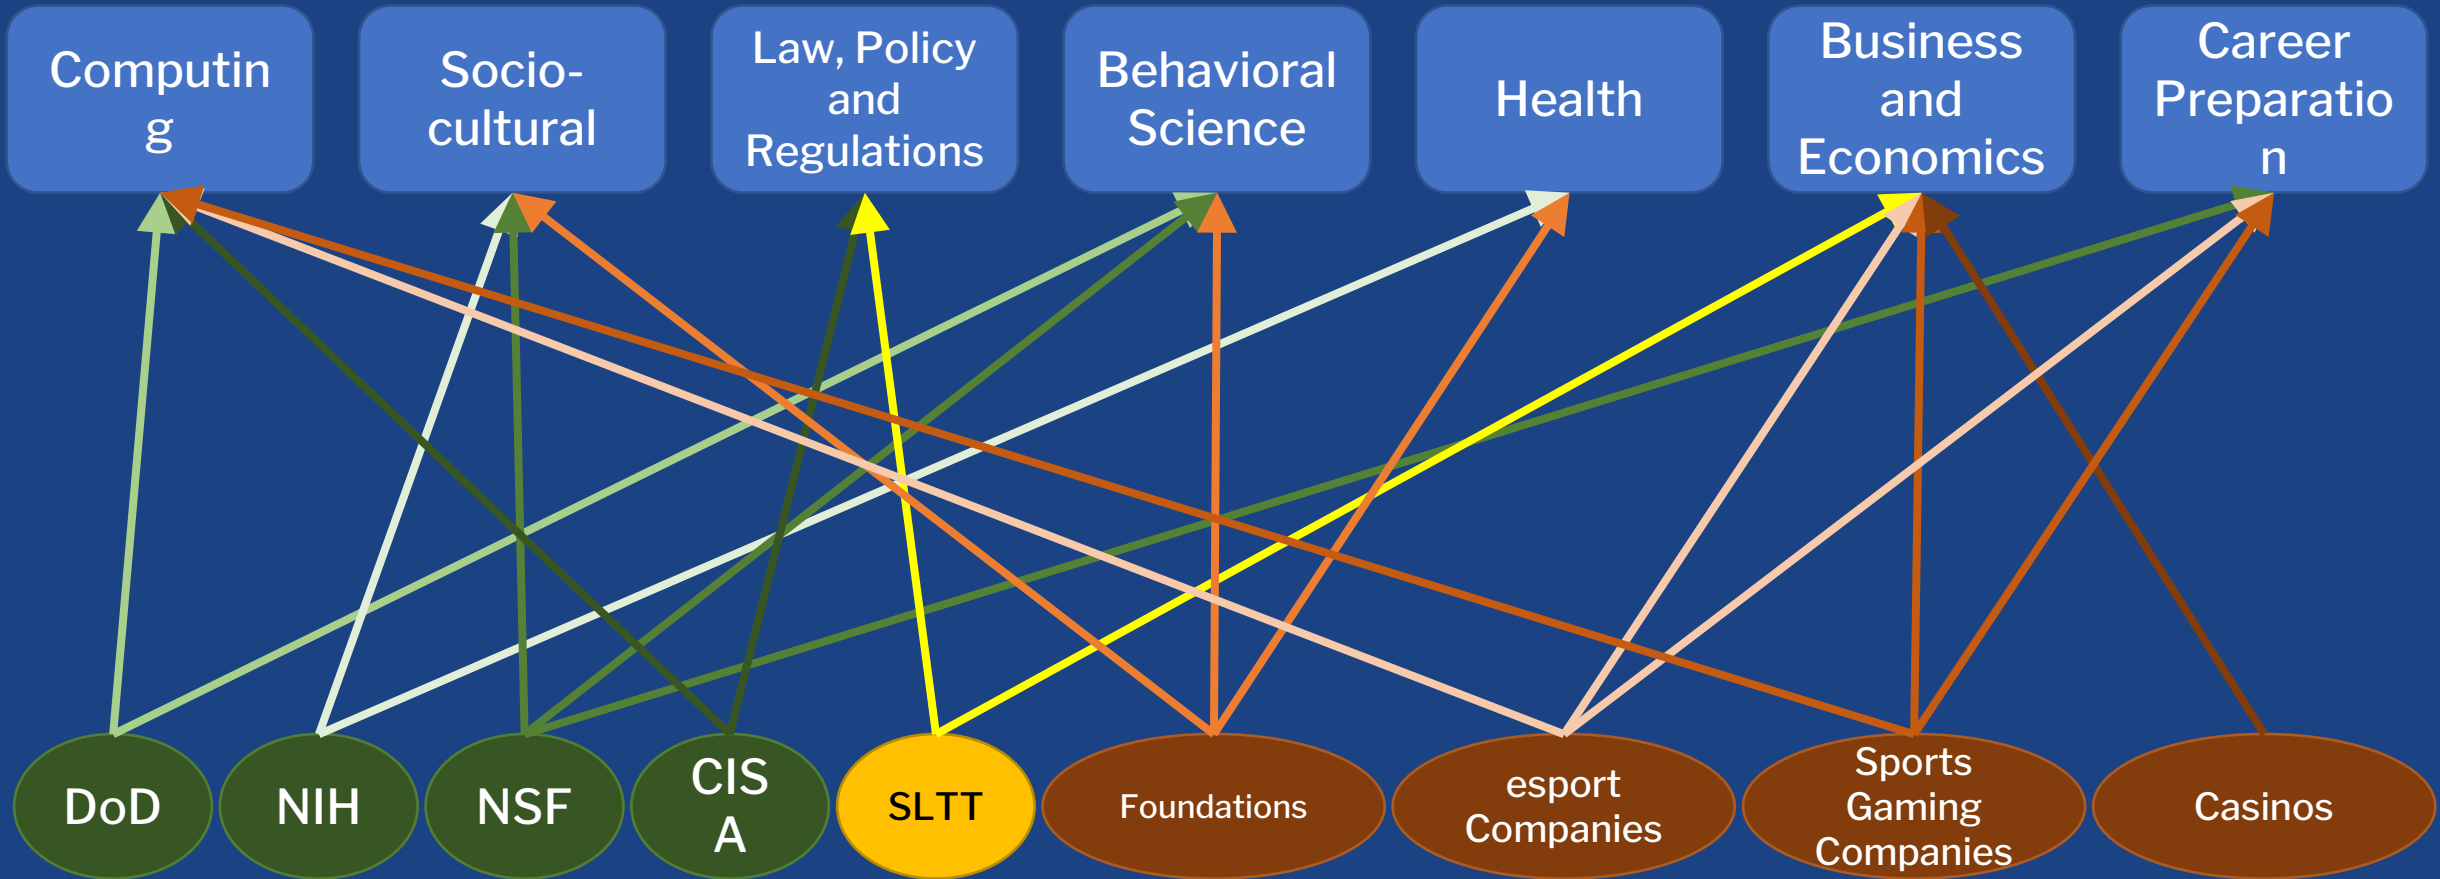 Computin
g
Socio-
cultural
Law, Policy
and
Regulations
Behavioral
Science
Health
Business
and
Economics
Career
Preparatio
n
DoD
NIH
NSF
CIS
A
SLTT
Foundations
esport
Companies
Sports
Gaming
Companies
Casinos